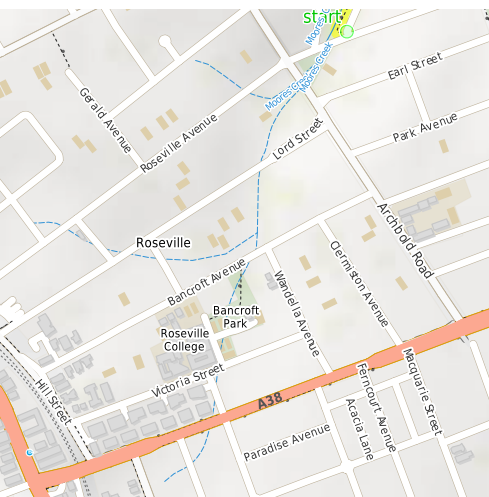 start
Moores C
Moores Creek
Moores Creek
Earl Street
Gerald Avenue
Roseville Avenue
Lord Street
Park Avenue
Archbold Road
Roseville
Bancroft Avenue
Clermiston Avenue
Wandella Avenue
Bancroft
Park
Roseville
College
Victoria Street
Hill Street
A38
Ferncourt Avenue
Macquarie Street
Acacia Lane
Paradise Avenue